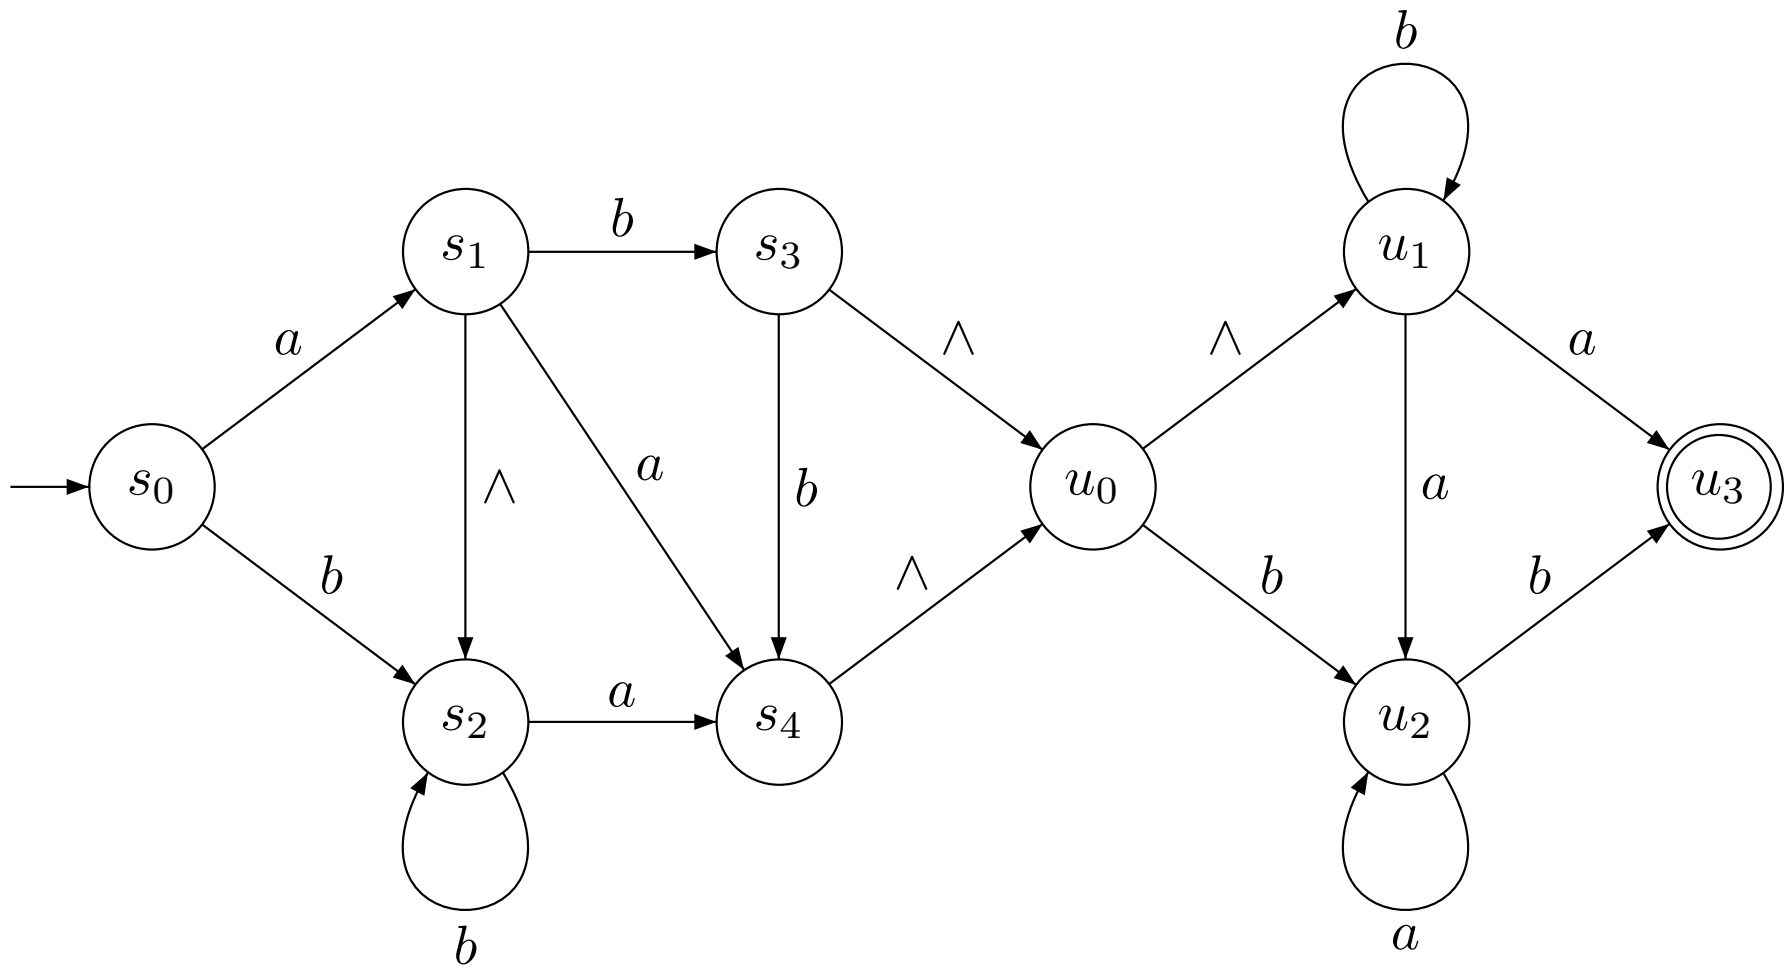 b
s₁ b s₃ u₁
a ∧ ∧ a
s₀ ∧ a b u₀ a u₃
b ∧ b b
s₂ a s₄ u₂
b a